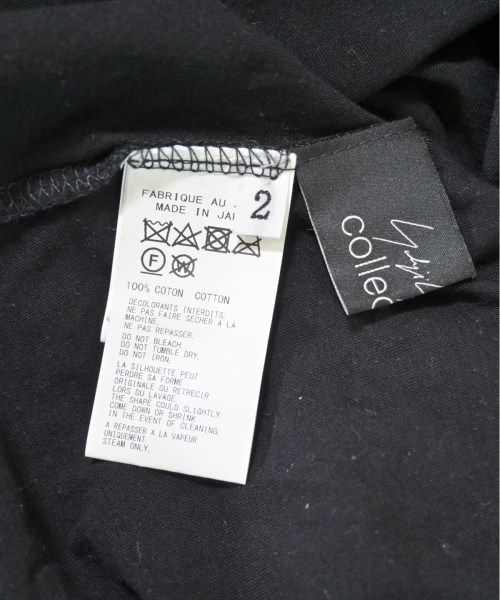 FABRIQUE AU
MADE IN
2
F
W
100% COTON COTTON
DECOLORANTS INTERDITS.
NE PAS FAIRE SECHER A LA
MACHINE
NE PAS REPASSER.
DO NOT BLEACH
DO NOT TUMBLE DRY.
DO NOT IRON.
LA SILHOUETTE PEUT
PERDRE SA FORME
ORIGINALE OU RETRECIR
LORS DU LAVAGE.
THE SHAPE COULD SLIGHTLY
COME DOWN OR SHRINK
IN THE EVENT OF CLEANING.
A REPASSER A LA VAPEUR
UNIQUEMENT
STEAM ONLY.